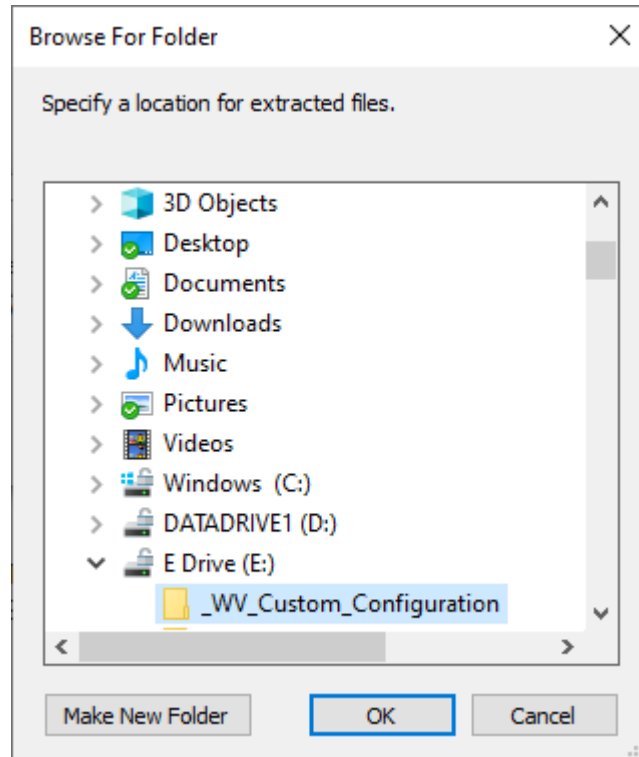 Browse For Folder
Specify a location for extracted files.
3D Objects
Desktop
Documents
Downloads
Music
Pictures
Videos
Windows (C:)
DATADRIVE1 (D:)
E Drive (E:)
_WV_Custom_Configuration
Make New Folder OK Cancel